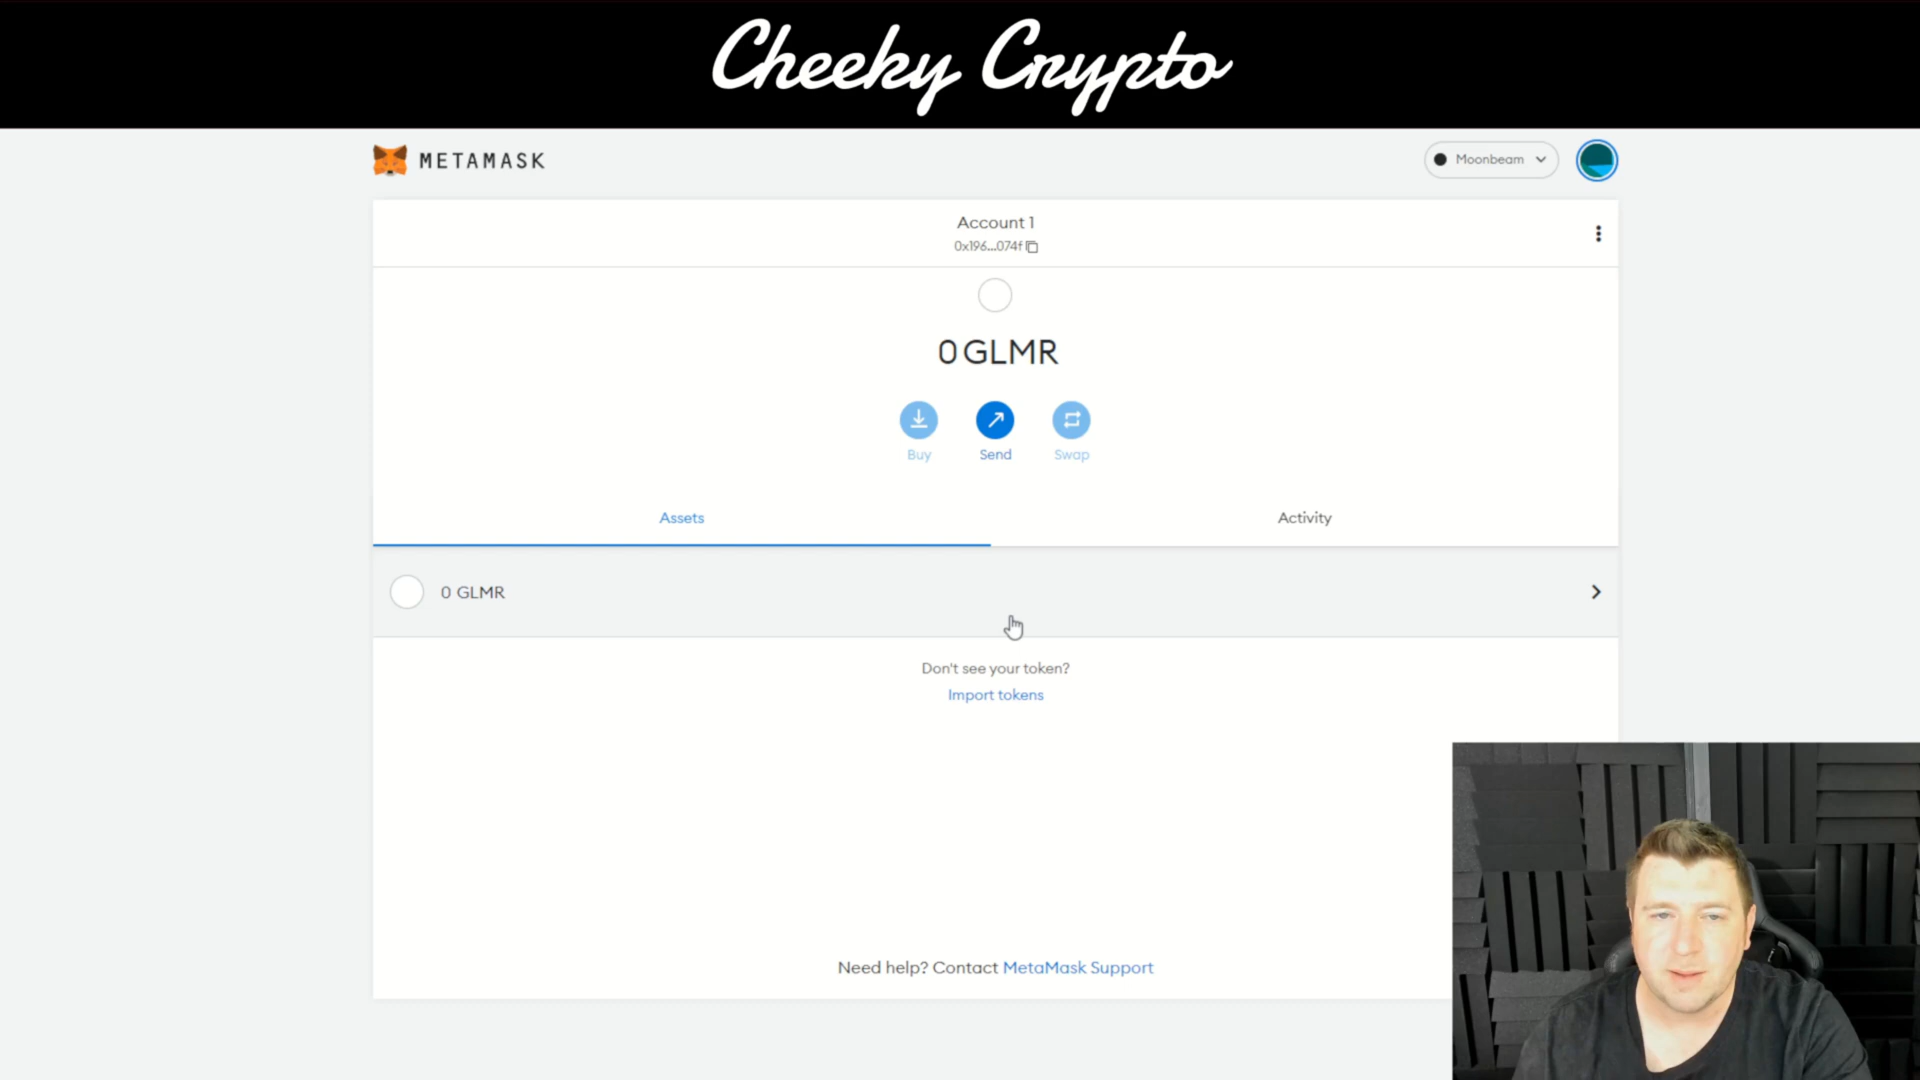 Cheeky Crypto
METAMASK
Moonbeam
Account 1
0x196...074f
0 GLMR
Buy
Send
Swap
Assets
Activity
0 GLMR
Don't see your token?
Import tokens
Need help? Contact MetaMask Support